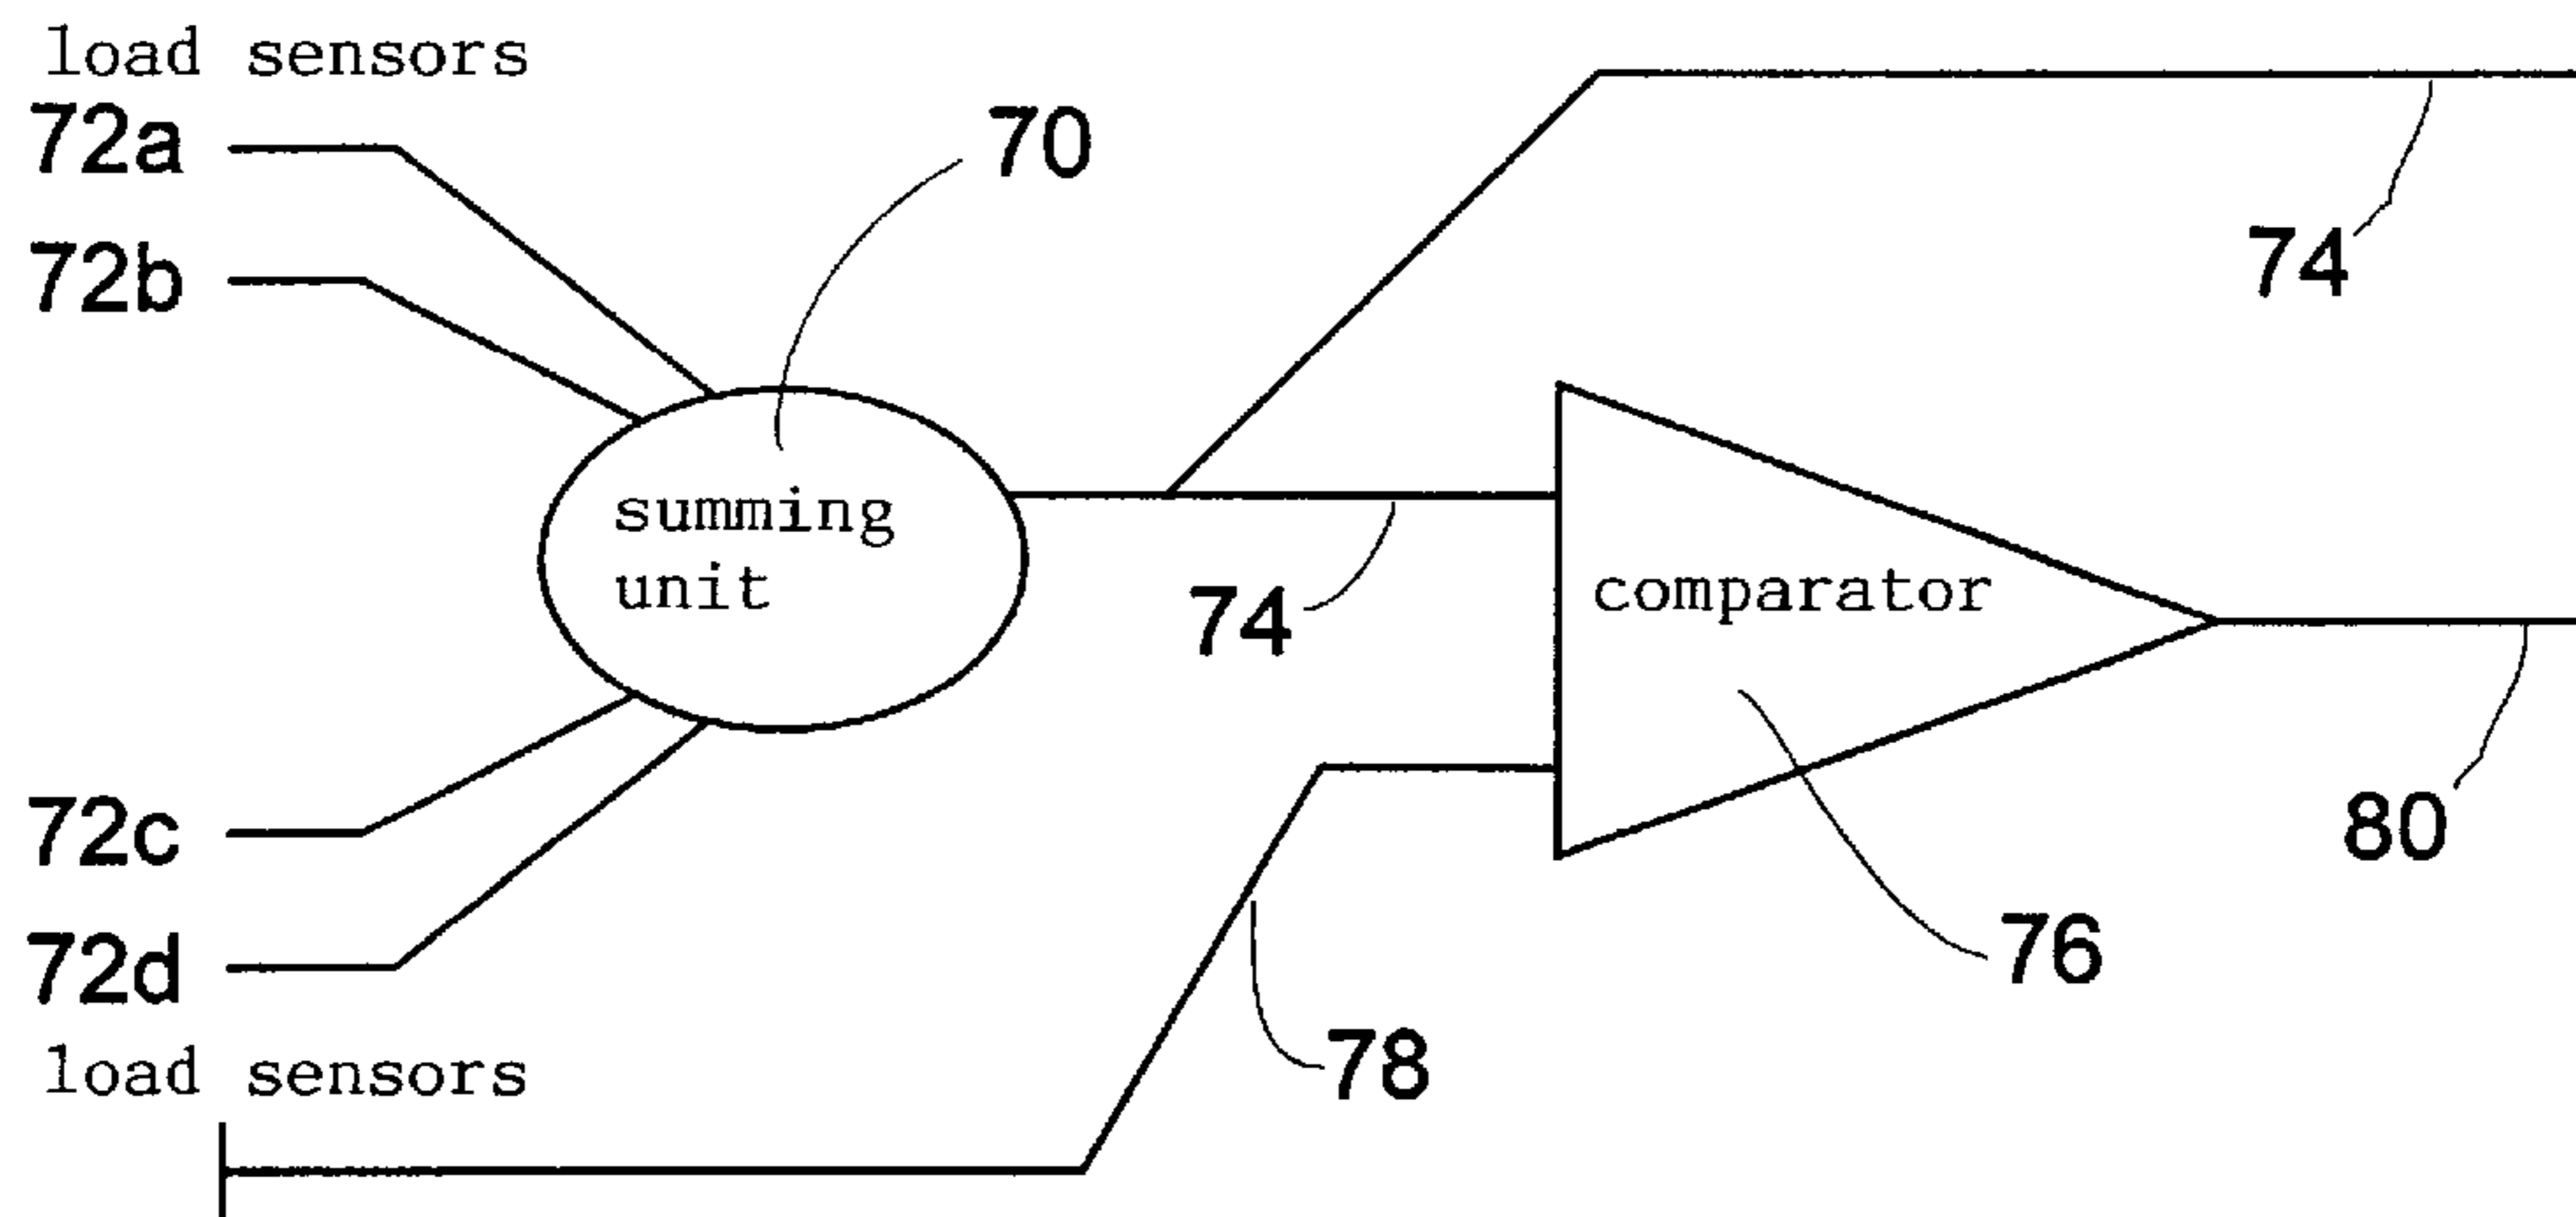 load sensors
72a
70
72b
74
summing
unit
74
comparator
72c
80
72d
76
load sensors
78